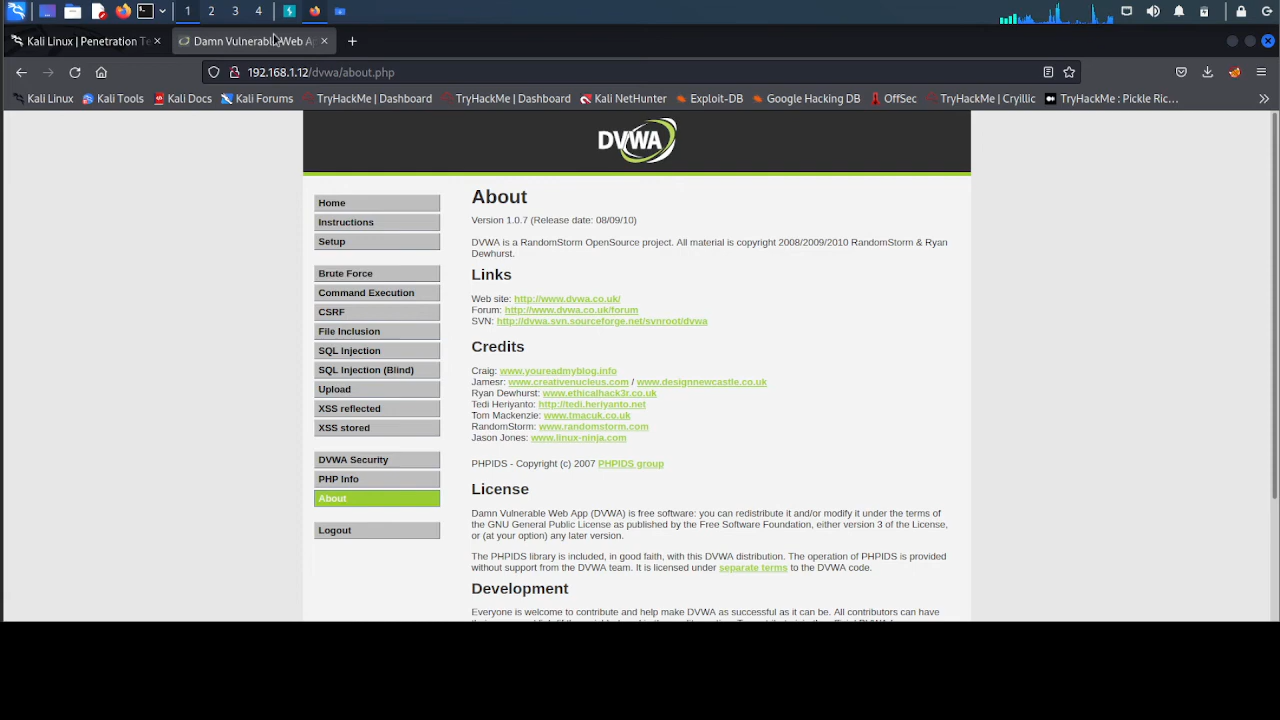 1 2 3 4
Kali Linux | Penetration Te
Damn Vulnerable Web Ap
192.168.1.12/dvwa/about.php
Kali Linux Kali Tools Kali Docs Kali Forums TryHackMe | Dashboard TryHackMe | Dashboard Kali NetHunter Exploit-DB Google Hacking DB OffSec TryHackMe | Cryillic TryHackMe : Pickle Ric...
DVWA
Home
Instructions
Setup
Brute Force
Command Execution
CSRF
File Inclusion
SQL Injection
SQL Injection (Blind)
Upload
XSS reflected
XSS stored
DVWA Security
PHP Info
About
Logout
About
Version 1.0.7 (Release date: 08/09/10)
DVWA is a RandomStorm OpenSource project. All material is copyright 2008/2009/2010 RandomStorm & Ryan
Dewhurst.
Links
Web site: http://www.dvwa.co.uk/
Forum: http://www.dvwa.co.uk/forum
SVN: http://dvwa.svn.sourceforge.net/svnroot/dvwa
Credits
Craig: www.youreadmyblog.info
Jamesr: www.creativenucleus.com / www.designnewcastle.co.uk
Ryan Dewhurst: www.ethicalhack3r.co.uk
Tedi Heriyanto: http://tedi.heriyanto.net
Tom Mackenzie: www.tmacuk.co.uk
RandomStorm: www.randomstorm.com
Jason Jones: www.linux-ninja.com
PHPIDS - Copyright (c) 2007 PHPIDS group
License
Damn Vulnerable Web App (DVWA) is free software: you can redistribute it and/or modify it under the terms of
the GNU General Public License as published by the Free Software Foundation, either version 3 of the License,
or (at your option) any later version.
The PHPIDS library is included, in good faith, with this DVWA distribution. The operation of PHPIDS is provided
without support from the DVWA team. It is licensed under separate terms to the DVWA code.
Development
Everyone is welcome to contribute and help make DVWA as successful as it can be. All contributors can have